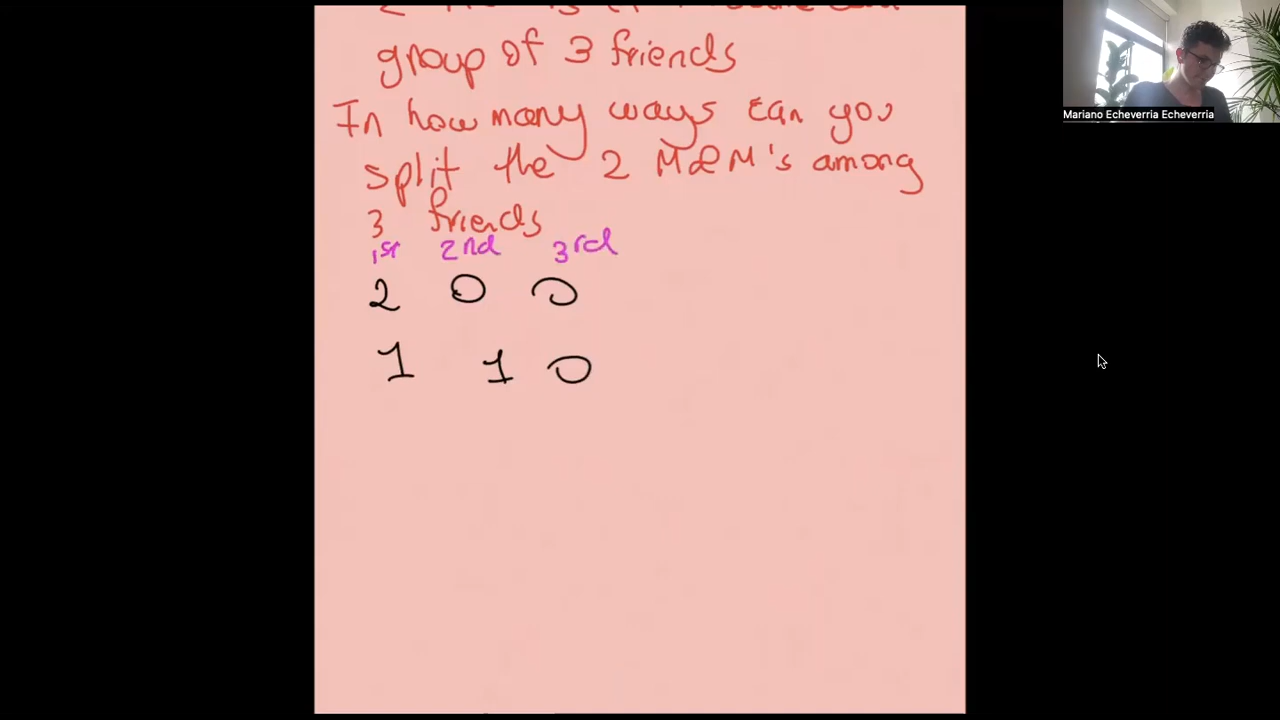 group of 3 friends
In how many ways can you
split the 2 M&M's among
3 friends
1st 2nd 3rd
2 0 0
1 1 0
Mariano Echeverria Echeverria